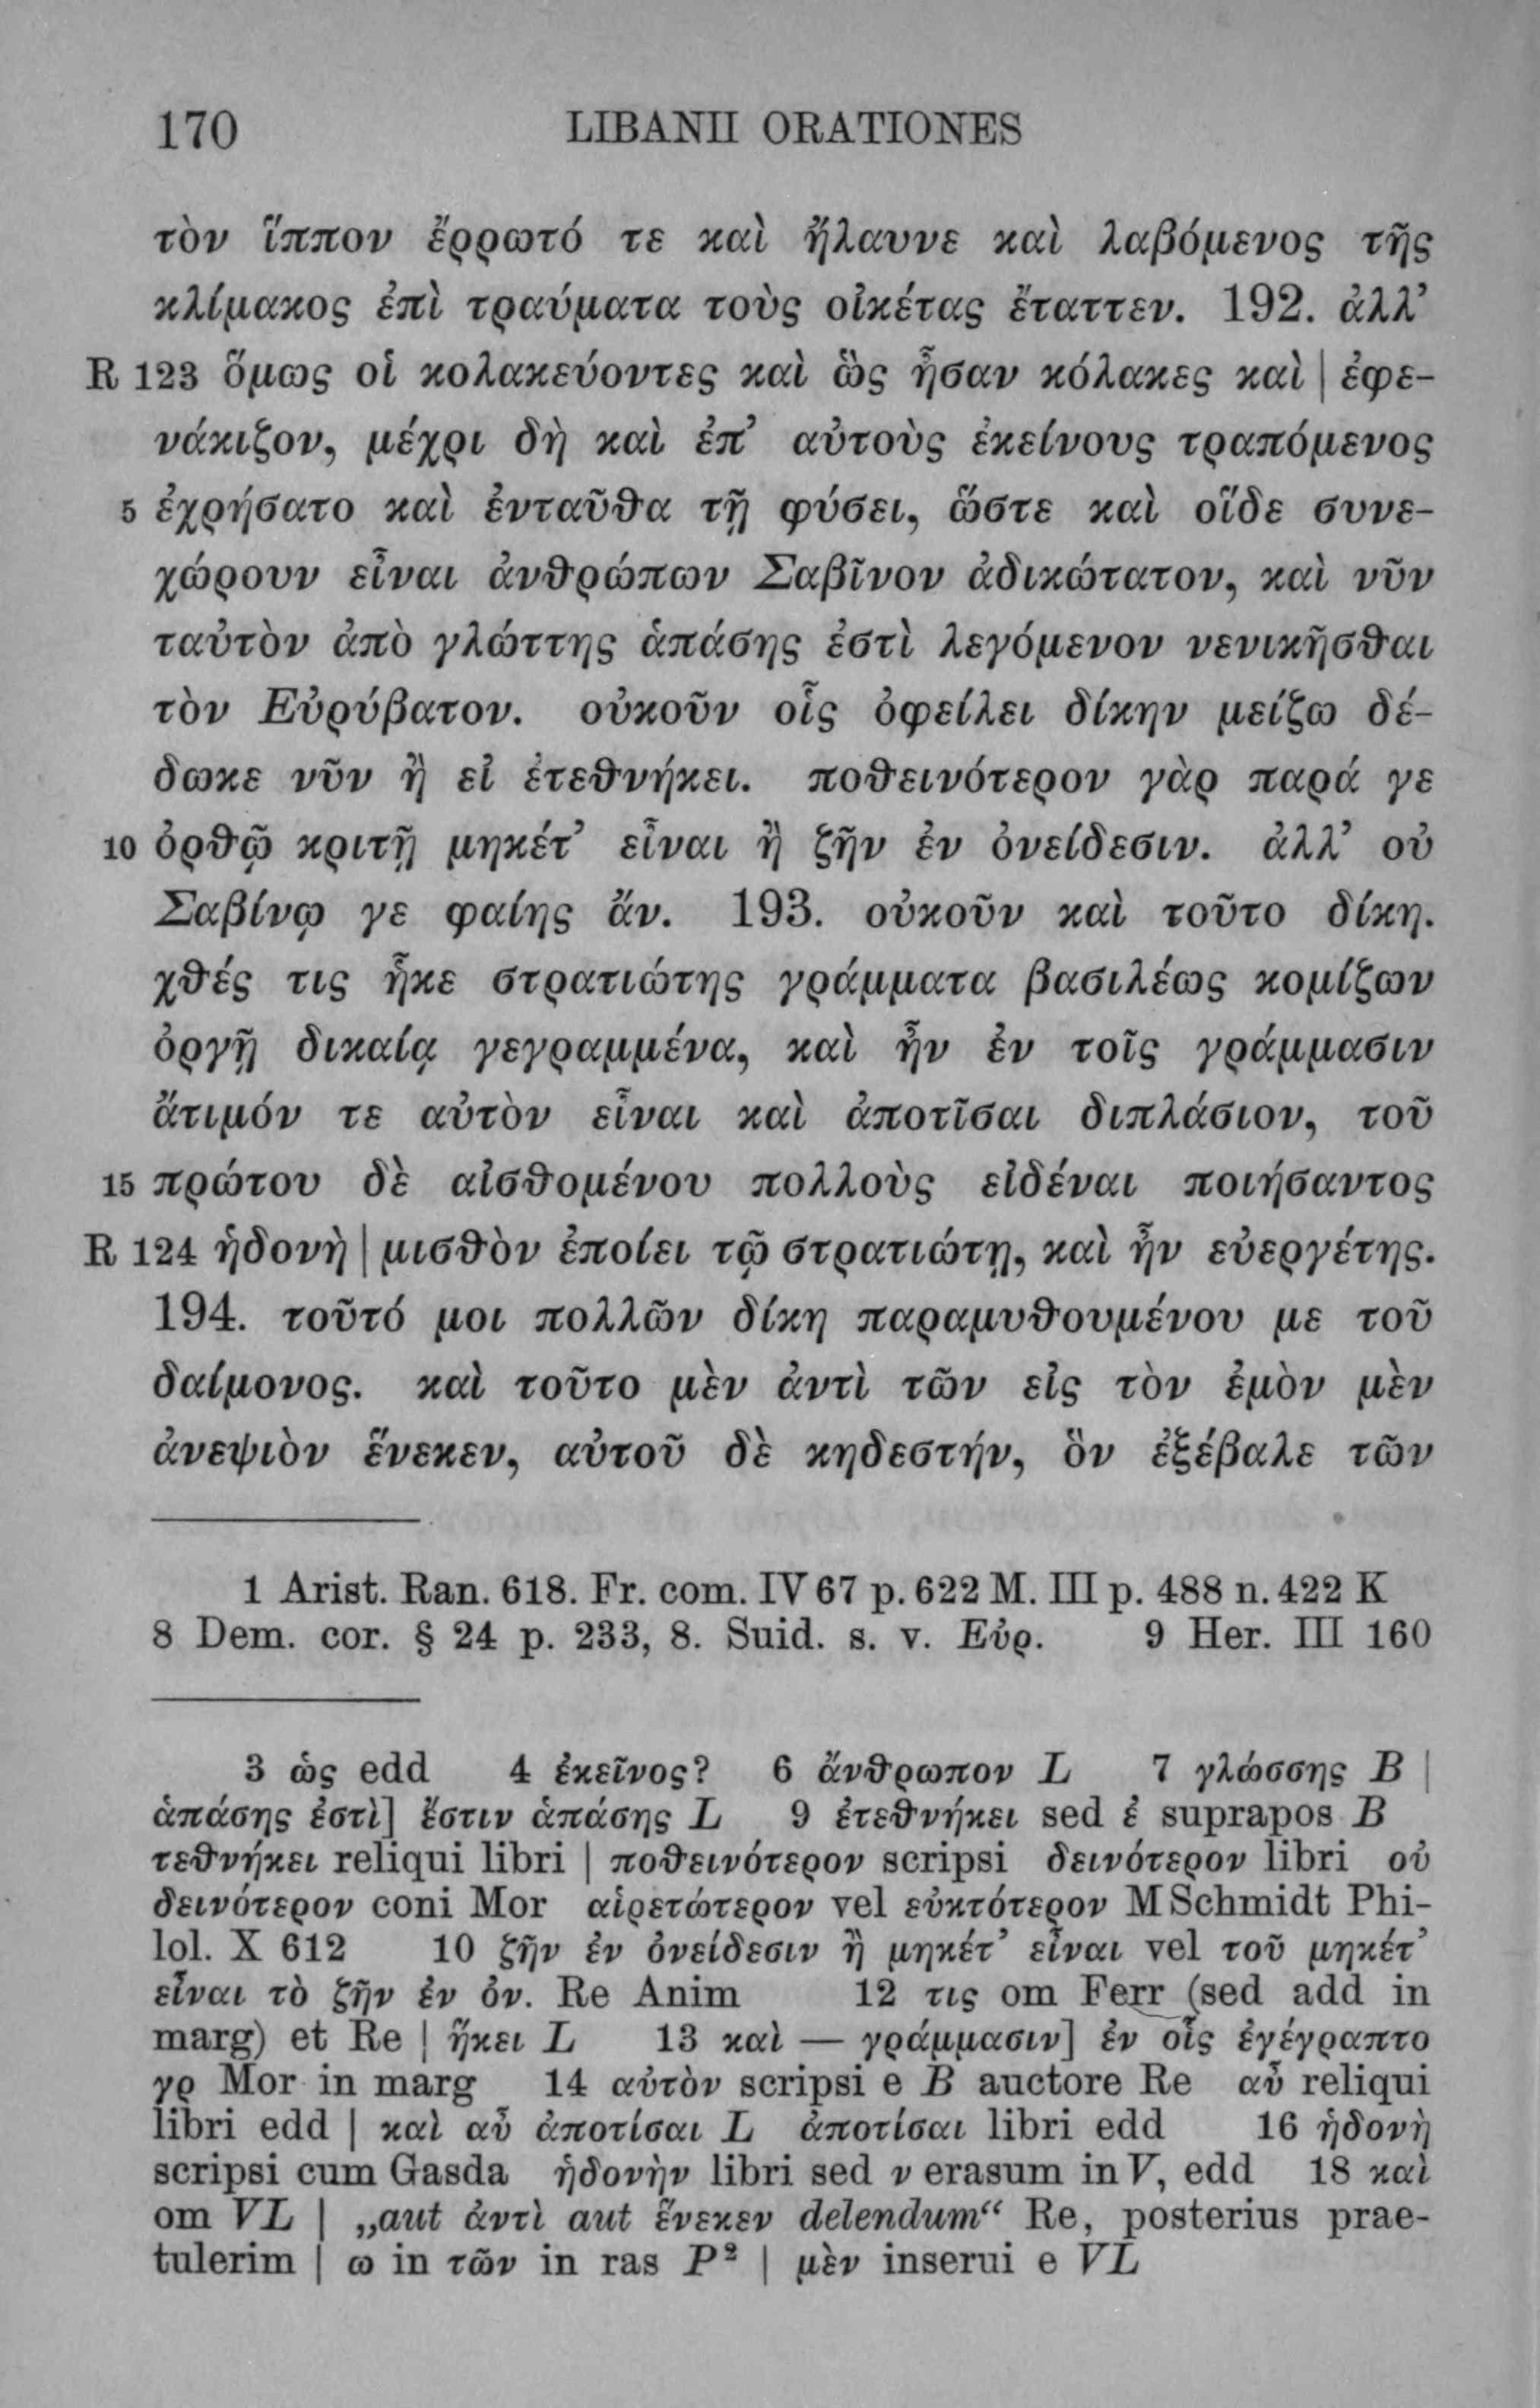 170 LIBANII ORATIONES
τὸν ἵππον ἔρρωτό τε καὶ ἤλαυνε καὶ λαβόμενος τῆς
κλίμακος ἐπὶ τραύματα τοὺς οἰκέτας ἔταττεν. 192. ἀλλ’
R 123 ὅμως οἱ κολακεύοντες καὶ ὣς ἦσαν κόλακες καὶ | ἐφε-
νάκιζον, μέχρι δὴ καὶ ἐπ’ αὐτοὺς ἐκείνους τραπόμενος
5 ἐχρήσατο καὶ ἐνταῦθα τῇ φύσει, ὥστε καὶ οἵδε συνε-
χώρουν εἶναι ἀνθρώπων Σαβῖνον ἀδικώτατον, καὶ νῦν
ταὐτὸν ἀπὸ γλώττης ἁπάσης ἐστὶ λεγόμενον νενικῆσθαι
τὸν Εὐρύβατον. οὐκοῦν οἷς ὀφείλει δίκην μείζω δέ-
δωκε νῦν ἢ εἰ ἐτεθνήκει. ποθεινότερον γὰρ παρά γε
10 ὀρθῷ κριτῇ μηκέτ’ εἶναι ἢ ζῆν ἐν ὀνείδεσιν. ἀλλ’ οὐ
Σαβίνῳ γε φαίης ἄν. 193. οὐκοῦν καὶ τοῦτο δίκη.
χθές τις ἧκε στρατιώτης γράμματα βασιλέως κομίζων
ὀργῇ δικαίᾳ γεγραμμένα, καὶ ἦν ἐν τοῖς γράμμασιν
ἄτιμόν τε αὐτὸν εἶναι καὶ ἀποτῖσαι διπλάσιον, τοῦ
15 πρώτου δὲ αἰσθομένου πολλοὺς εἰδέναι ποιήσαντος
R 124 ἡδονὴ | μισθὸν ἐποίει τῷ στρατιώτῃ, καὶ ἦν εὐεργέτης.
194. τοῦτό μοι πολλῶν δίκη παραμυθουμένου με τοῦ
δαίμονος. καὶ τοῦτο μὲν ἀντὶ τῶν εἰς τὸν ἐμὸν μὲν
ἀνεψιὸν ἕνεκεν, αὐτοῦ δὲ κηδεστήν, ὃν ἐξέβαλε τῶν
1 Arist. Ran. 618. Fr. com. IV 67 p. 622 M. III p. 488 n. 422 K
8 Dem. cor. § 24 p. 233, 8. Suid. s. v. Εὐρ. 9 Her. III 160
3 ὡς edd 4 ἐκεῖνος? 6 ἄνθρωπον L 7 γλώσσης B |
ἁπάσης ἐστὶ] ἔστιν ἁπάσης L 9 ἐτεθνήκει sed ἐ suprapos B
τεθνήκει reliqui libri | ποθεινότερον scripsi δεινότερον libri οὐ
δεινότερον coni Mor αἱρετώτερον vel εὐκτότερον M Schmidt Phi-
lol. X 612 10 ζῆν ἐν ὀνείδεσιν ἢ μηκέτ’ εἶναι vel τοῦ μηκέτ’
εἶναι τὸ ζῆν ἐν ὀν. Re Anim 12 τις om Ferr (sed add in
marg) et Re | ἥκει L 13 καὶ — γράμμασιν] ἐν οἷς ἐγέγραπτο
γρ Mor in marg 14 αὐτὸν scripsi e B auctore Re αὖ reliqui
libri edd | καὶ αὖ ἀποτίσαι L ἀποτίσαι libri edd 16 ἡδονὴ
scripsi cum Gasda ἡδονὴν libri sed ν erasum in V, edd 18 καὶ
om VL | „aut ἀντὶ aut ἕνεκεν delendum“ Re, posterius prae-
tulerim | ω in τῶν in ras P² | μὲν inserui e VL